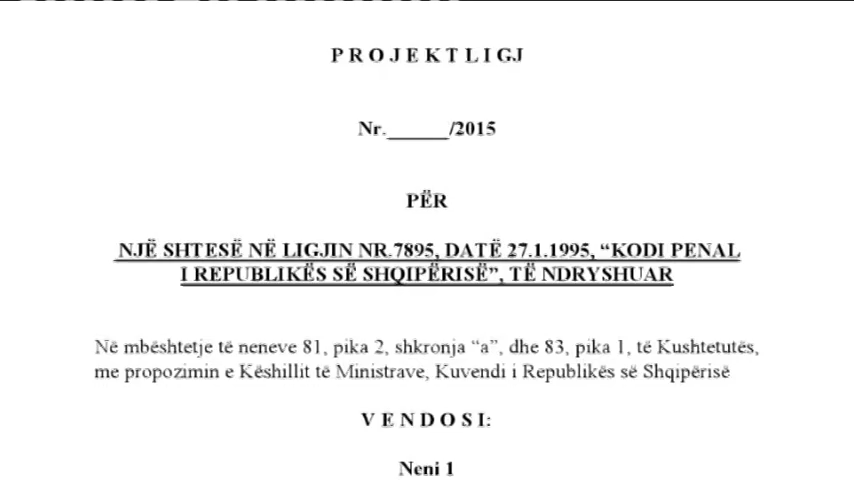 P R O J E K T L I GJ
Nr.______/2015
PËR
NJË SHTESË NË LIGJIN NR.7895, DATË 27.1.1995, “KODI PENAL
I REPUBLIKËS SË SHQIPËRISË”, TË NDRYSHUAR
Në mbështetje të neneve 81, pika 2, shkronja “a”, dhe 83, pika 1, të Kushtetutës,
me propozimin e Këshillit të Ministrave, Kuvendi i Republikës së Shqipërisë
V E N D O S I:
Neni 1